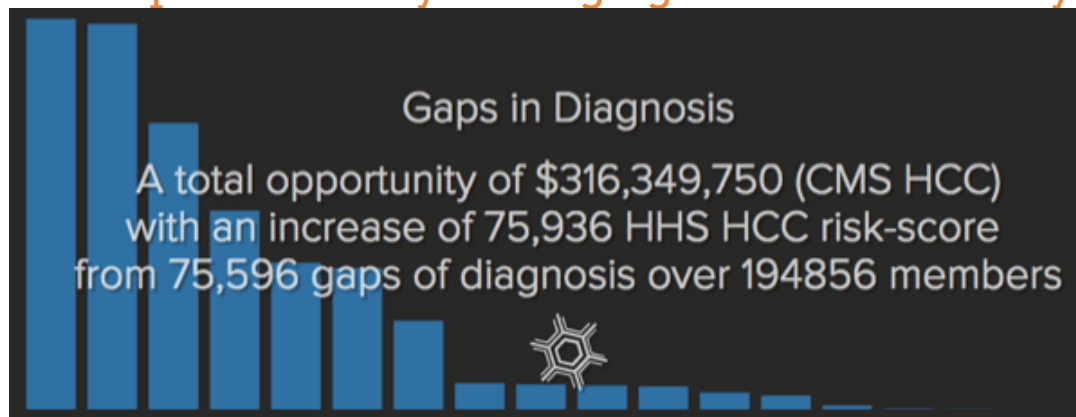 Gaps in Diagnosis
A total opportunity of $316,349,750 (CMS HCC)
with an increase of 75,936 HHS HCC risk-score
from 75,596 gaps of diagnosis over 194856 members